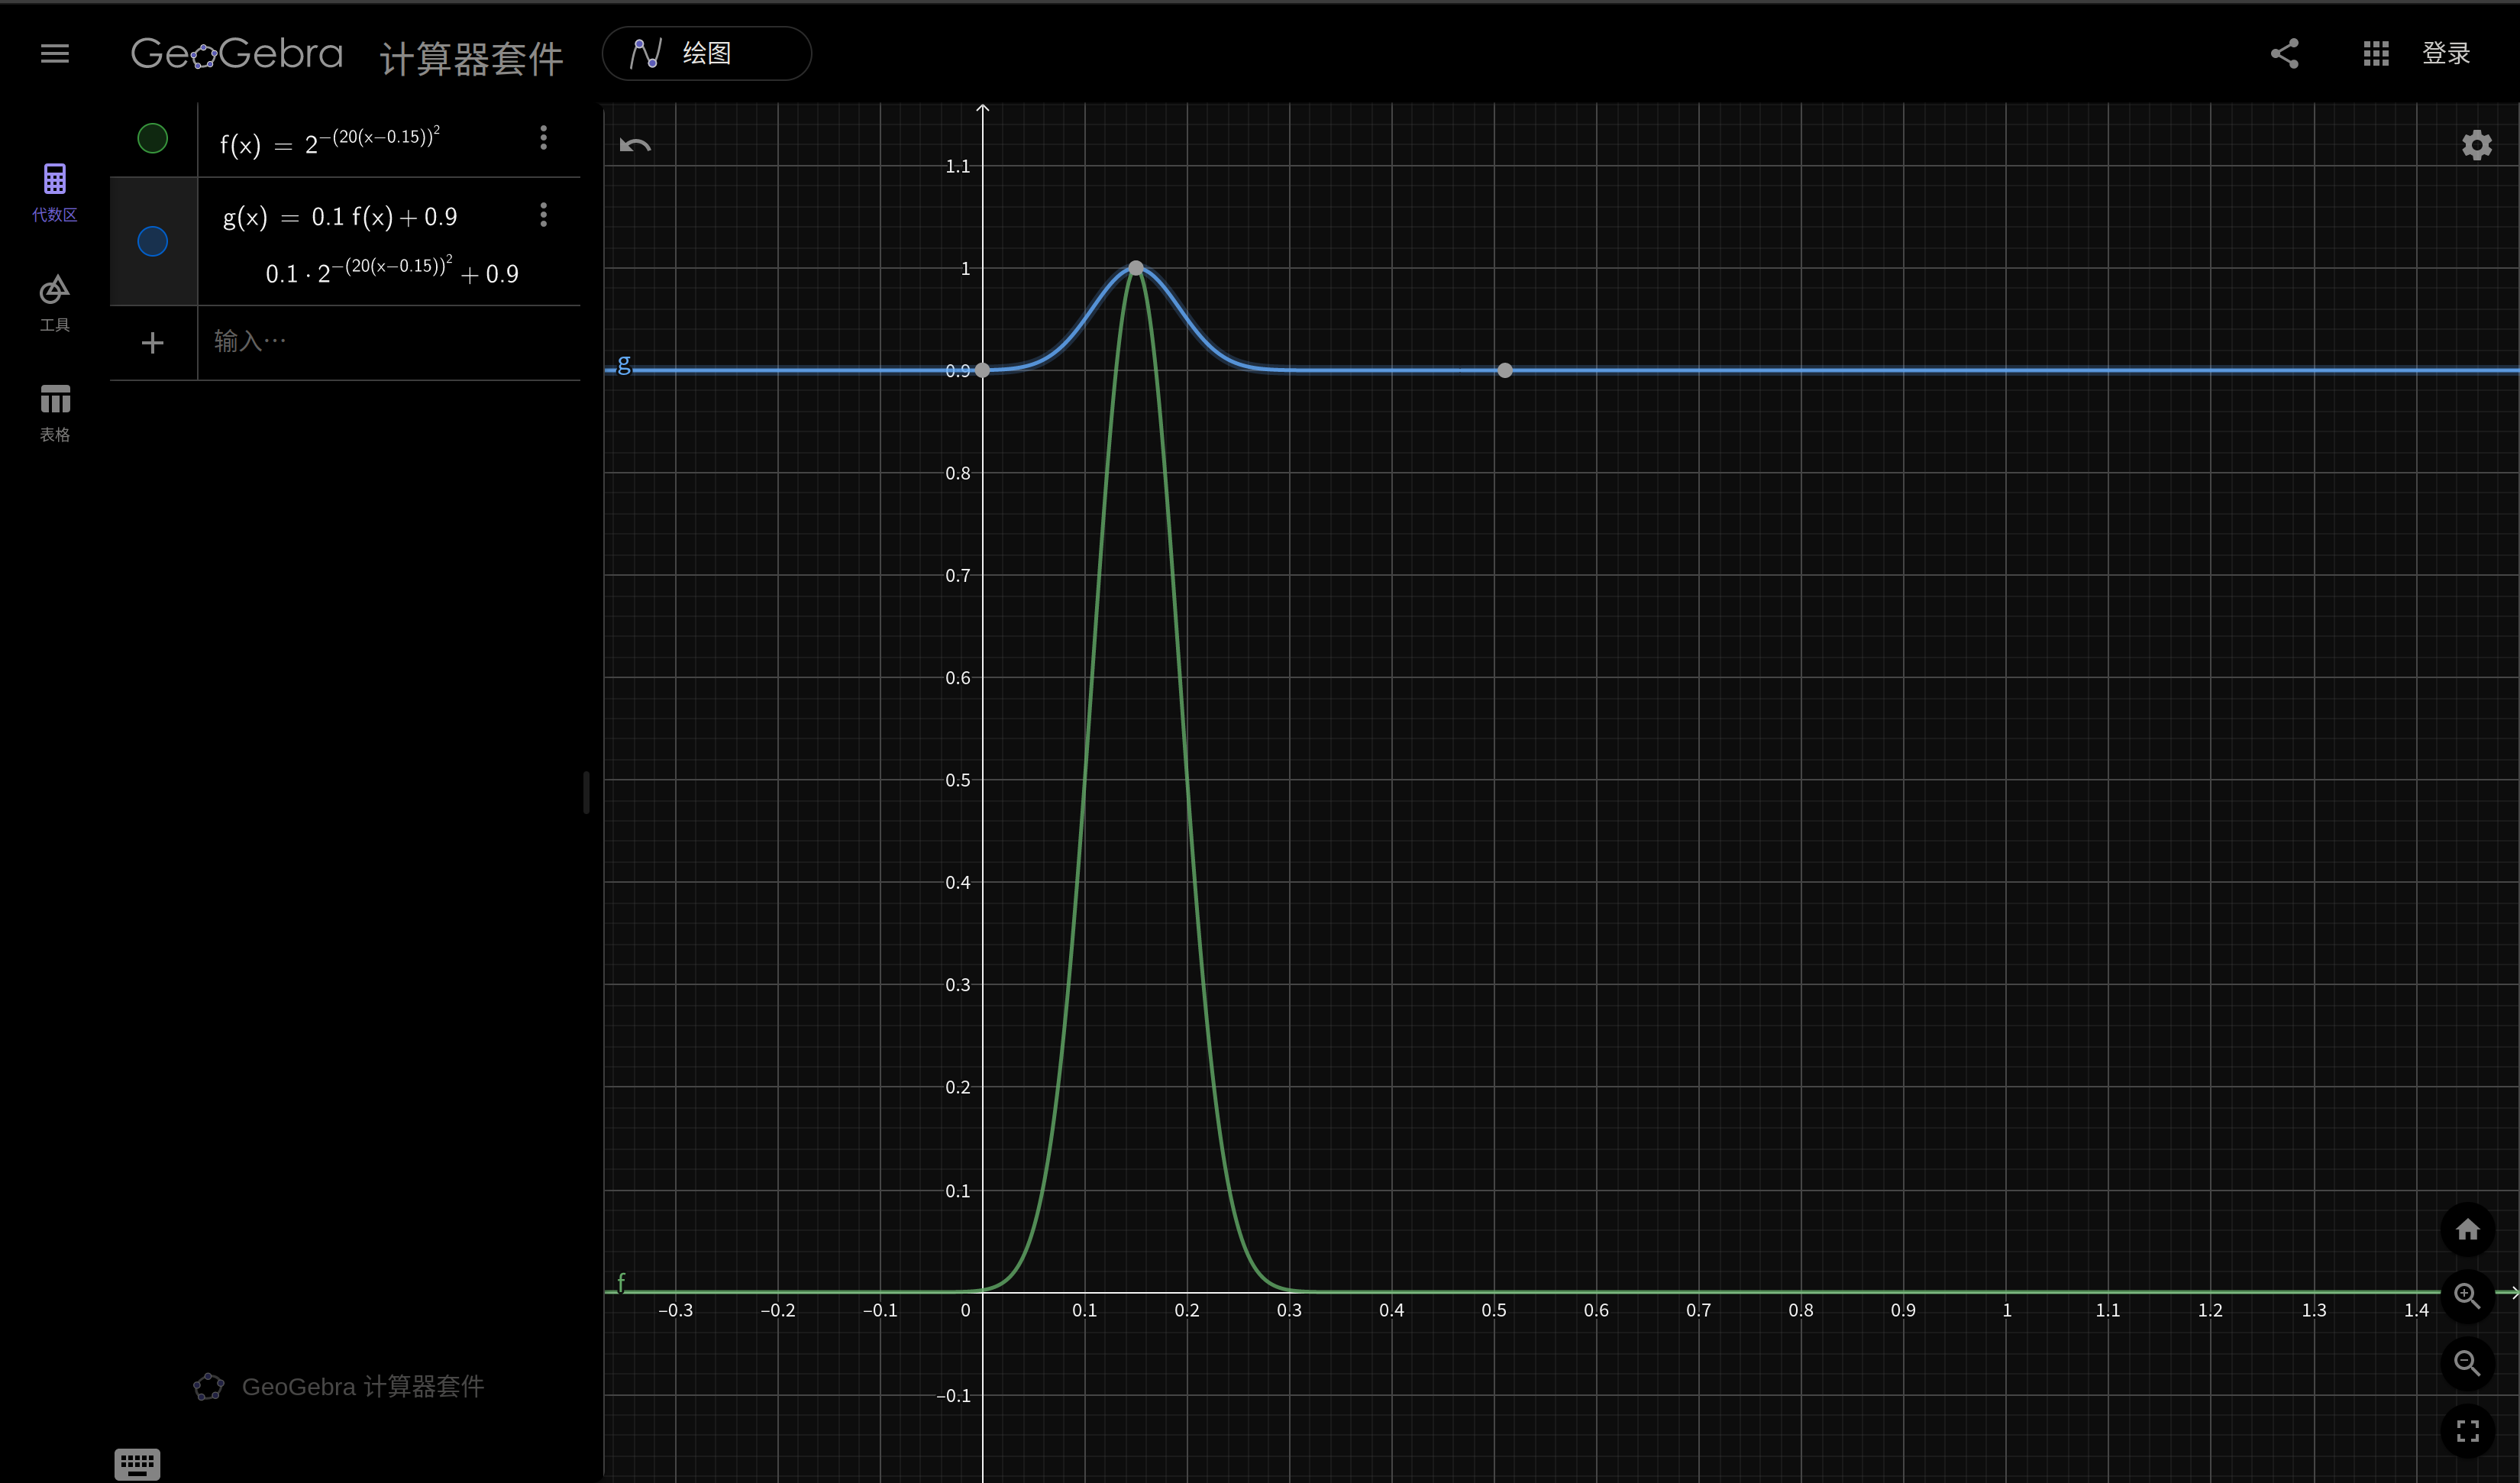 GeoGebra 计算器套件 绘图 登录
代数区
工具
表格
f(x) = 2^{−(20(x−0.15))^2}
g(x) = 0.1 f(x) + 0.9
0.1 · 2^{−(20(x−0.15))^2} + 0.9
输入…
g
f
1.1
1
0.9
0.8
0.7
0.6
0.5
0.4
0.3
0.2
0.1
–0.3 –0.2 –0.1 0 0.1 0.2 0.3 0.4 0.5 0.6 0.7 0.8 0.9 1 1.1 1.2 1.3 1.4
–0.1
GeoGebra 计算器套件